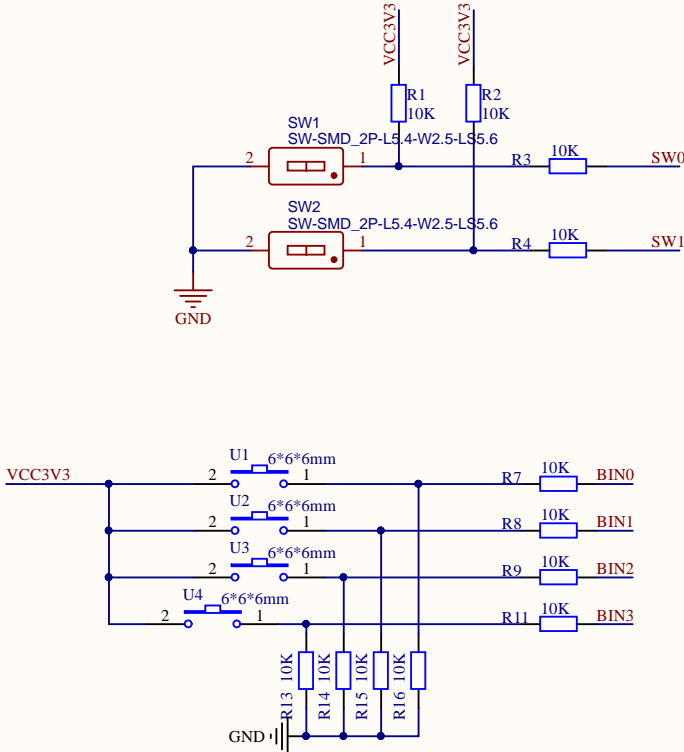 VCC3V3
VCC3V3
R1
10K
R2
10K
SW1
SW-SMD_2P-L5.4-W2.5-LS5.6
2
1
R3
10K
SW0
SW2
SW-SMD_2P-L5.4-W2.5-LS5.6
2
1
R4
10K
SW1
GND
VCC3V3
U1
6*6*6mm
2
1
R7
10K
BIN0
U2
6*6*6mm
2
1
R8
10K
BIN1
U3
6*6*6mm
2
1
R9
10K
BIN2
U4
6*6*6mm
2
1
R11
10K
BIN3
R13 10K
R14 10K
R15 10K
R16 10K
GND